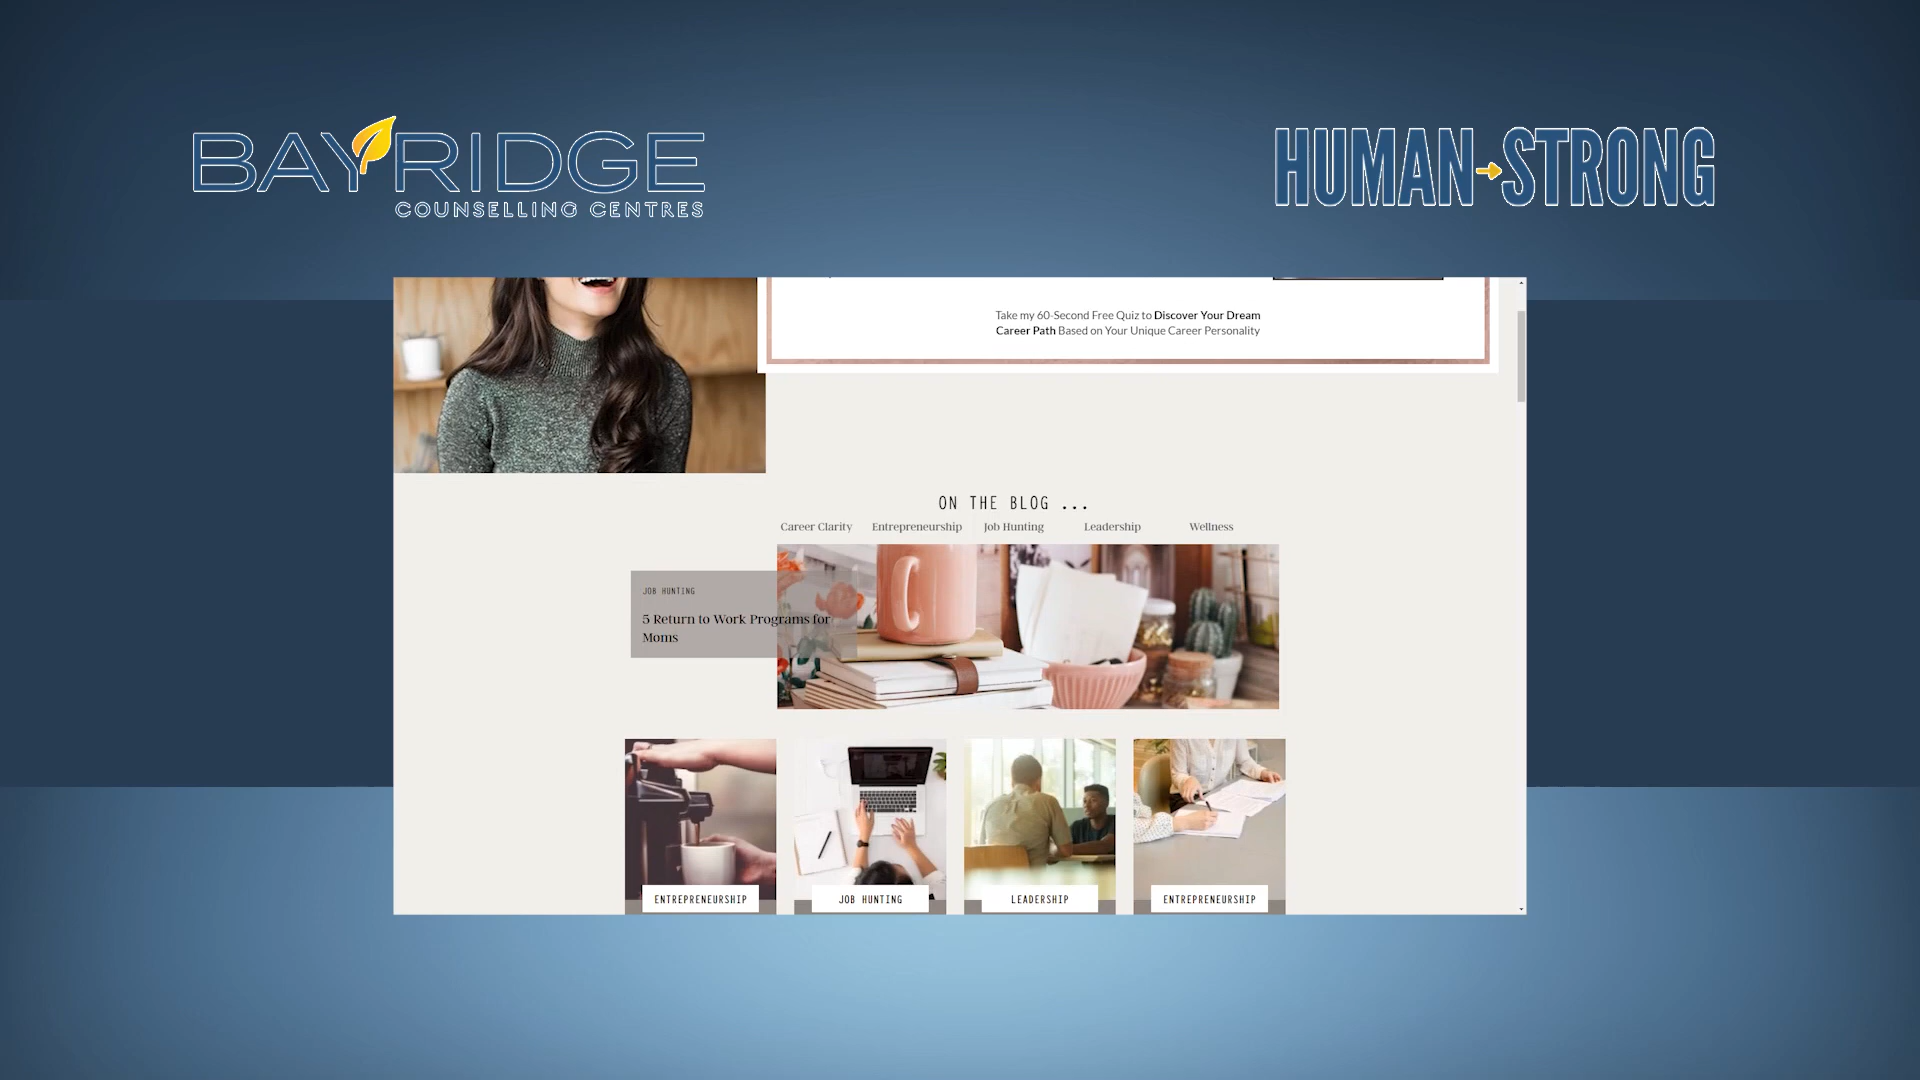 BAYRIDGE
COUNSELLING CENTRES
HUMAN STRONG
Take my 60-Second Free Quiz to Discover Your Dream
Career Path Based on Your Unique Career Personality
ON THE BLOG ...
Career Clarity Entrepreneurship Job Hunting Leadership Wellness
JOB HUNTING
5 Return to Work Programs for
Moms
C
ENTREPRENEURSHIP JOB HUNTING LEADERSHIP ENTREPRENEURSHIP